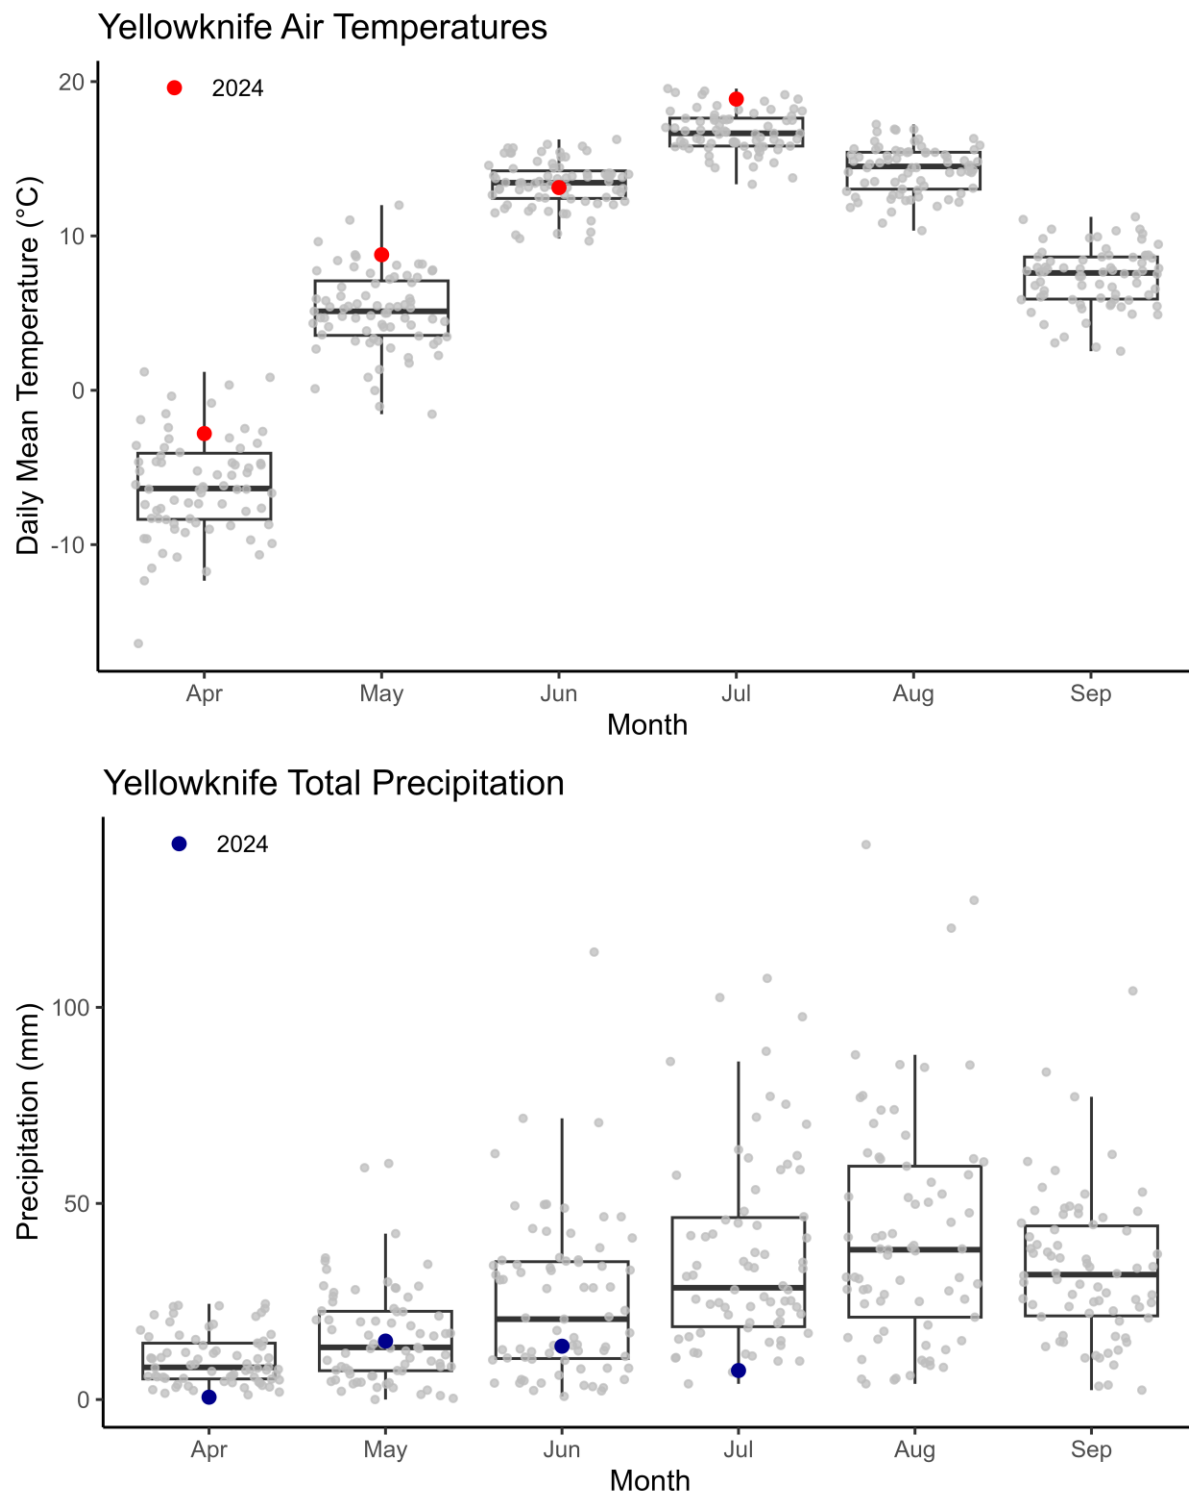 Yellowknife Air Temperatures
2024
20
10
0
-10
Daily Mean Temperature (°C)
Apr May Jun Jul Aug Sep
Month
Yellowknife Total Precipitation
2024
100
50
0
Precipitation (mm)
Apr May Jun Jul Aug Sep
Month